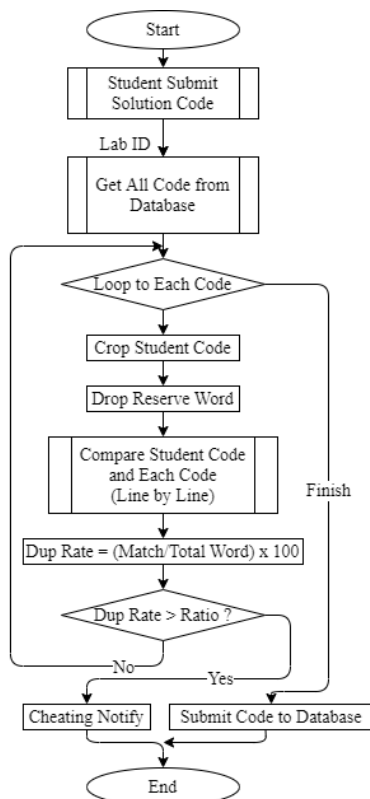 Start
Student Submit
Solution Code
Lab ID
Get All Code from
Database
Loop to Each Code
Crop Student Code
Drop Reserve Word
Compare Student Code
and Each Code
(Line by Line)
Finish
Dup Rate = (Match/Total Word) x 100
Dup Rate > Ratio ?
No
Yes
Cheating Notify
Submit Code to Database
End